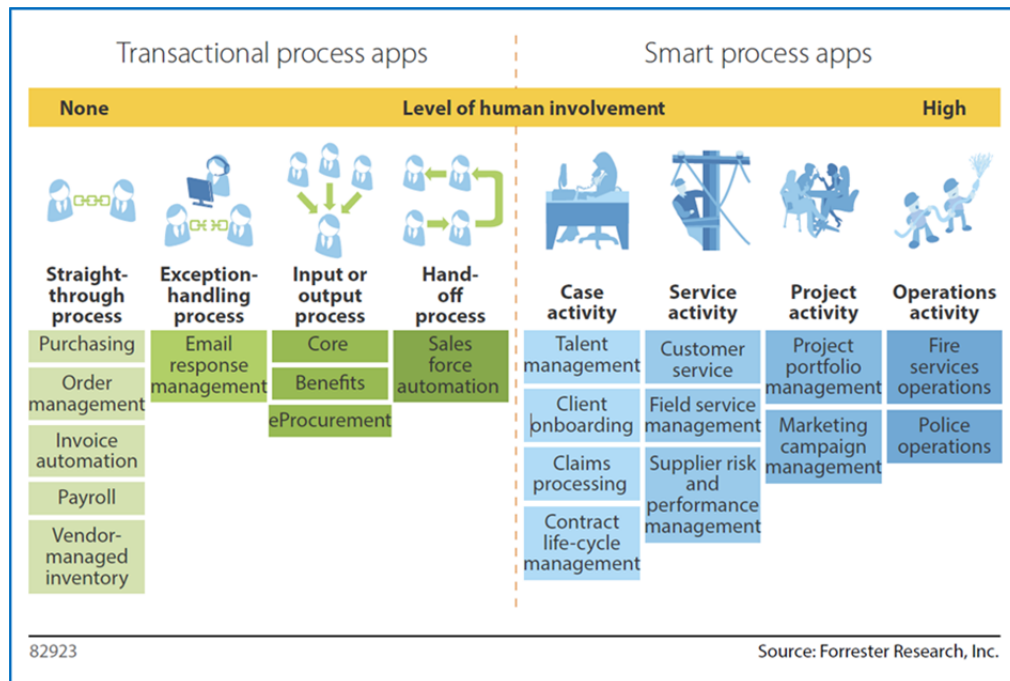 Transactional process apps
Smart process apps
None
Level of human involvement
High
Straight-
through
process
Exception-
handling
process
Input or
output
process
Hand-
off
process
Case
activity
Service
activity
Project
activity
Operations
activity
Purchasing
Order
management
Invoice
automation
Payroll
Vendor-
managed
inventory
Email
response
management
Core
Benefits
eProcurement
Sales
force
automation
Talent
management
Client
onboarding
Claims
processing
Contract
life-cycle
management
Customer
service
Field service
management
Supplier risk
and
performance
management
Project
portfolio
management
Marketing
campaign
management
Fire
services
operations
Police
operations
82923
Source: Forrester Research, Inc.